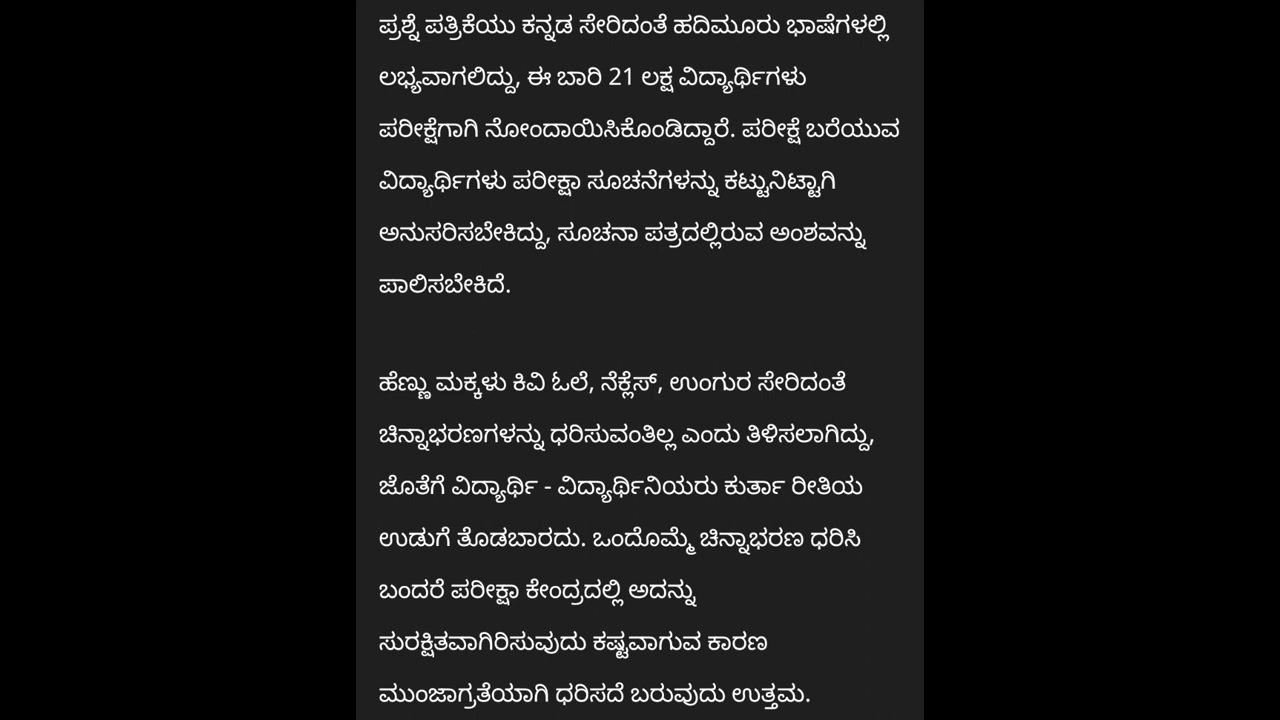 ಪ್ರಶ್ನೆ ಪತ್ರಿಕೆಯು ಕನ್ನಡ ಸೇರಿದಂತೆ ಹದಿಮೂರು ಭಾಷೆಗಳಲ್ಲಿ
ಲಭ್ಯವಾಗಲಿದ್ದು, ಈ ಬಾರಿ 21 ಲಕ್ಷ ವಿದ್ಯಾರ್ಥಿಗಳು
ಪರೀಕ್ಷೆಗಾಗಿ ನೋಂದಾಯಿಸಿಕೊಂಡಿದ್ದಾರೆ. ಪರೀಕ್ಷೆ ಬರೆಯುವ
ವಿದ್ಯಾರ್ಥಿಗಳು ಪರೀಕ್ಷಾ ಸೂಚನೆಗಳನ್ನು ಕಟ್ಟುನಿಟ್ಟಾಗಿ
ಅನುಸರಿಸಬೇಕಿದ್ದು, ಸೂಚನಾ ಪತ್ರದಲ್ಲಿರುವ ಅಂಶವನ್ನು
ಪಾಲಿಸಬೇಕಿದೆ.
ಹೆಣ್ಣು ಮಕ್ಕಳು ಕಿವಿ ಓಲೆ, ನೆಕ್ಲೆಸ್, ಉಂಗುರ ಸೇರಿದಂತೆ
ಚಿನ್ನಾಭರಣಗಳನ್ನು ಧರಿಸುವಂತಿಲ್ಲ ಎಂದು ತಿಳಿಸಲಾಗಿದ್ದು,
ಜೊತೆಗೆ ವಿದ್ಯಾರ್ಥಿ - ವಿದ್ಯಾರ್ಥಿನಿಯರು ಕುರ್ತಾ ರೀತಿಯ
ಉಡುಗೆ ತೊಡಬಾರದು. ಒಂದೊಮ್ಮೆ ಚಿನ್ನಾಭರಣ ಧರಿಸಿ
ಬಂದರೆ ಪರೀಕ್ಷಾ ಕೇಂದ್ರದಲ್ಲಿ ಅದನ್ನು
ಸುರಕ್ಷಿತವಾಗಿರಿಸುವುದು ಕಷ್ಟವಾಗುವ ಕಾರಣ
ಮುಂಜಾಗ್ರತೆಯಾಗಿ ಧರಿಸದೆ ಬರುವುದು ಉತ್ತಮ.